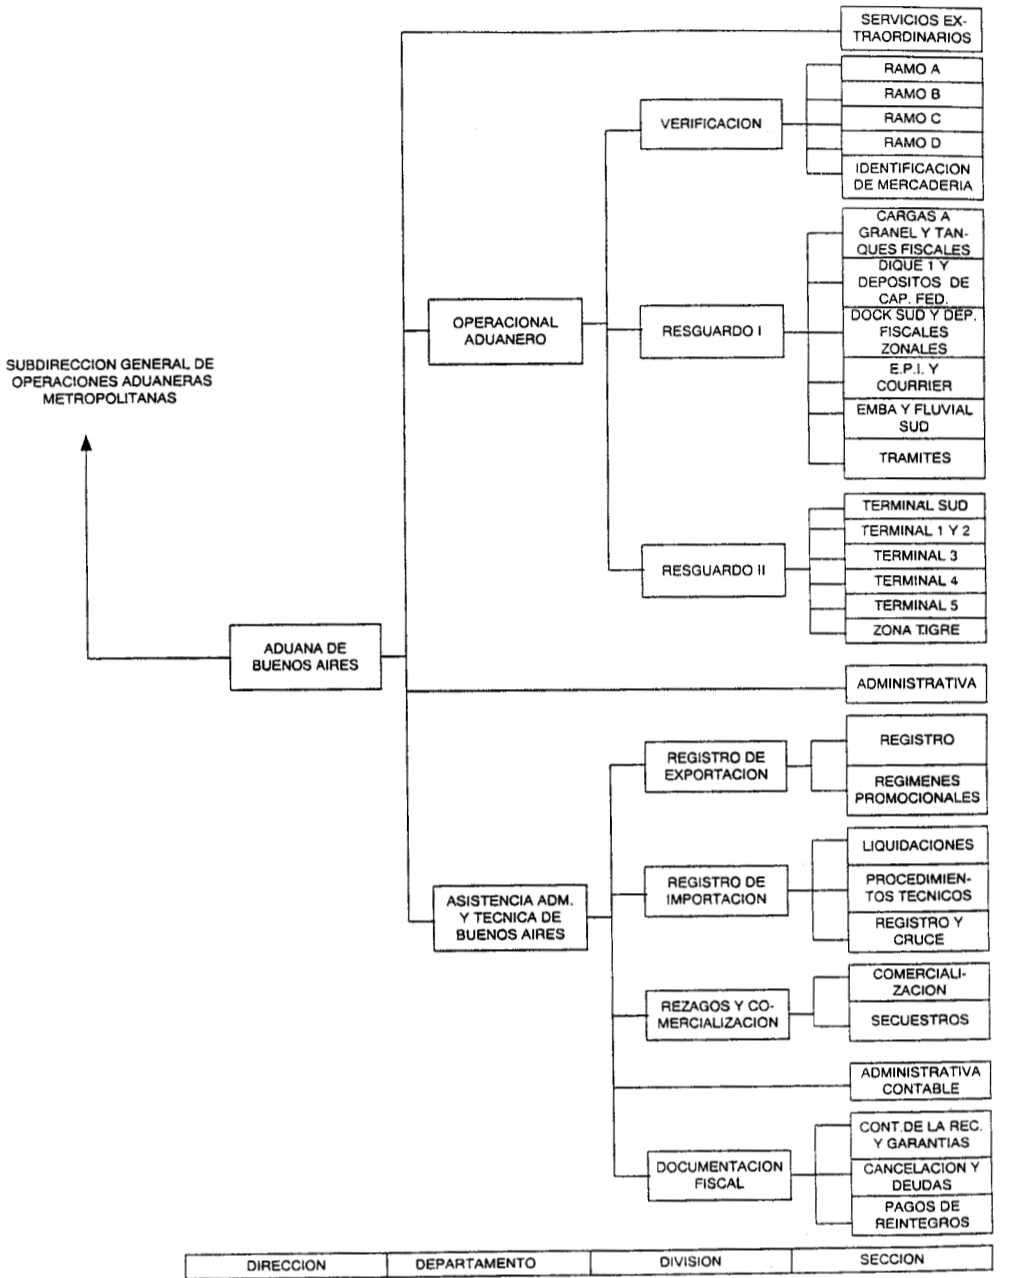 SERVICIOS EX-
TRAORDINARIOS
RAMO A
RAMO B
VERIFICACION
RAMO C
RAMO D
IDENTIFICACION
DE MERCADERIA
CARGAS A
GRANEL Y TAN-
QUES FISCALES
DIQUE 1 Y
DEPOSITOS DE
CAP. FED.
OPERACIONAL
ADUANERO
RESGUARDO I
DOCK SUD Y DEP.
FISCALES
ZONALES
SUBDIRECCION GENERAL DE
OPERACIONES ADUANERAS
METROPOLITANAS
E.P.I. Y
COURRIER
EMBA Y FLUVIAL
SUD
TRAMITES
TERMINAL SUD
TERMINAL 1 Y 2
TERMINAL 3
RESGUARDO II
TERMINAL 4
TERMINAL 5
ZONA TIGRE
ADUANA DE
BUENOS AIRES
ADMINISTRATIVA
REGISTRO DE
EXPORTACION
REGISTRO
REGIMENES
PROMOCIONALES
LIQUIDACIONES
REGISTRO DE
IMPORTACION
PROCEDIMIEN-
TOS TECNICOS
ASISTENCIA ADM.
Y TECNICA DE
BUENOS AIRES
REGISTRO Y
CRUCE
COMERCIALI-
ZACION
REZAGOS Y CO-
MERCIALIZACION
SECUESTROS
ADMINISTRATIVA
CONTABLE
CONT.DE LA REC.
Y GARANTIAS
DOCUMENTACION
FISCAL
CANCELACION Y
DEUDAS
PAGOS DE
REINTEGROS
DIRECCION DEPARTAMENTO DIVISION SECCION